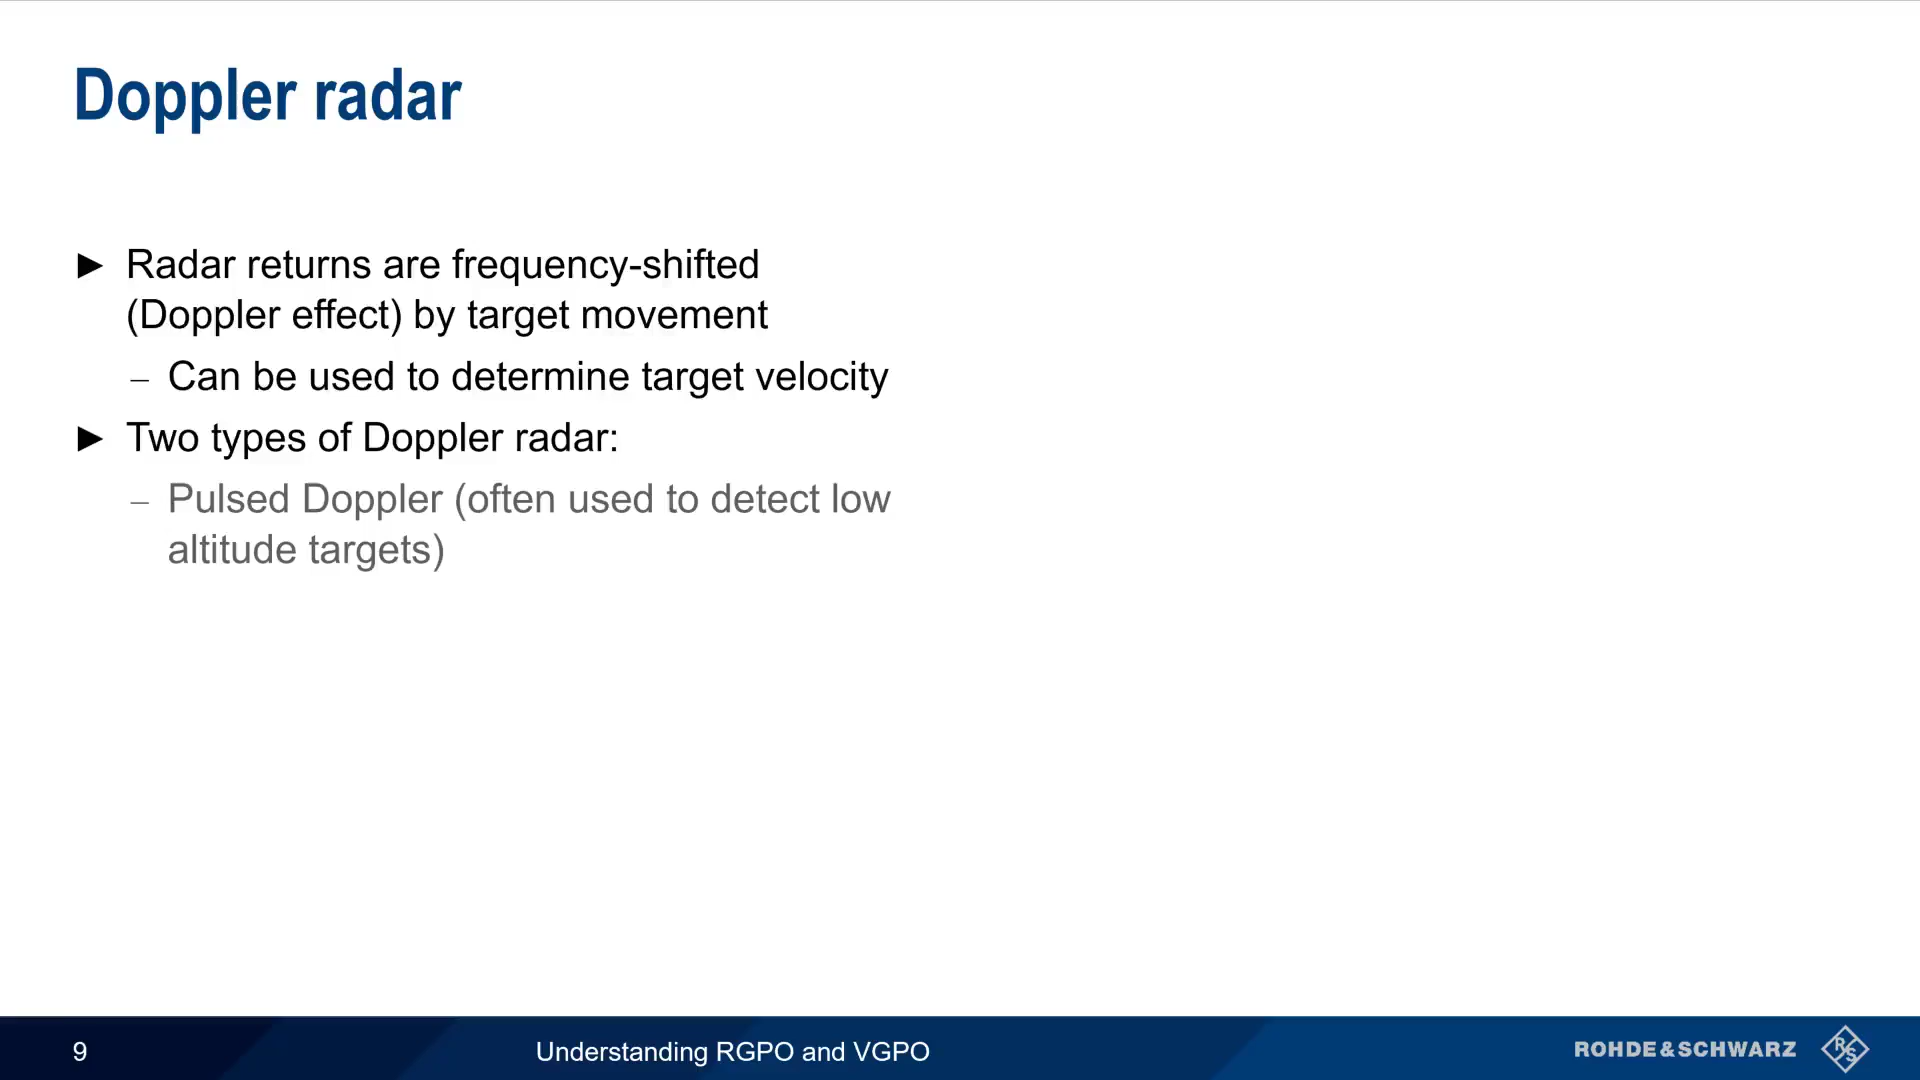 Doppler radar
► Radar returns are frequency-shifted
(Doppler effect) by target movement
– Can be used to determine target velocity
► Two types of Doppler radar:
– Pulsed Doppler (often used to detect low
altitude targets)
9
Understanding RGPO and VGPO
ROHDE&SCHWARZ
R&S